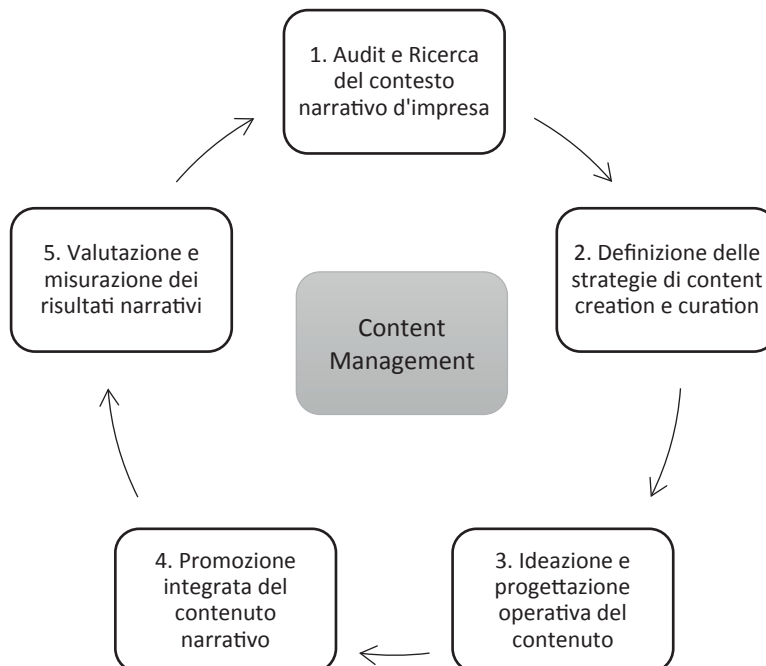 1. Audit e Ricerca
del contesto
narrativo d'impresa
2. Definizione delle
strategie di content
creation e curation
3. Ideazione e
progettazione
operativa del
contenuto
4. Promozione
integrata del
contenuto
narrativo
5. Valutazione e
misurazione dei
risultati narrativi
Content
Management